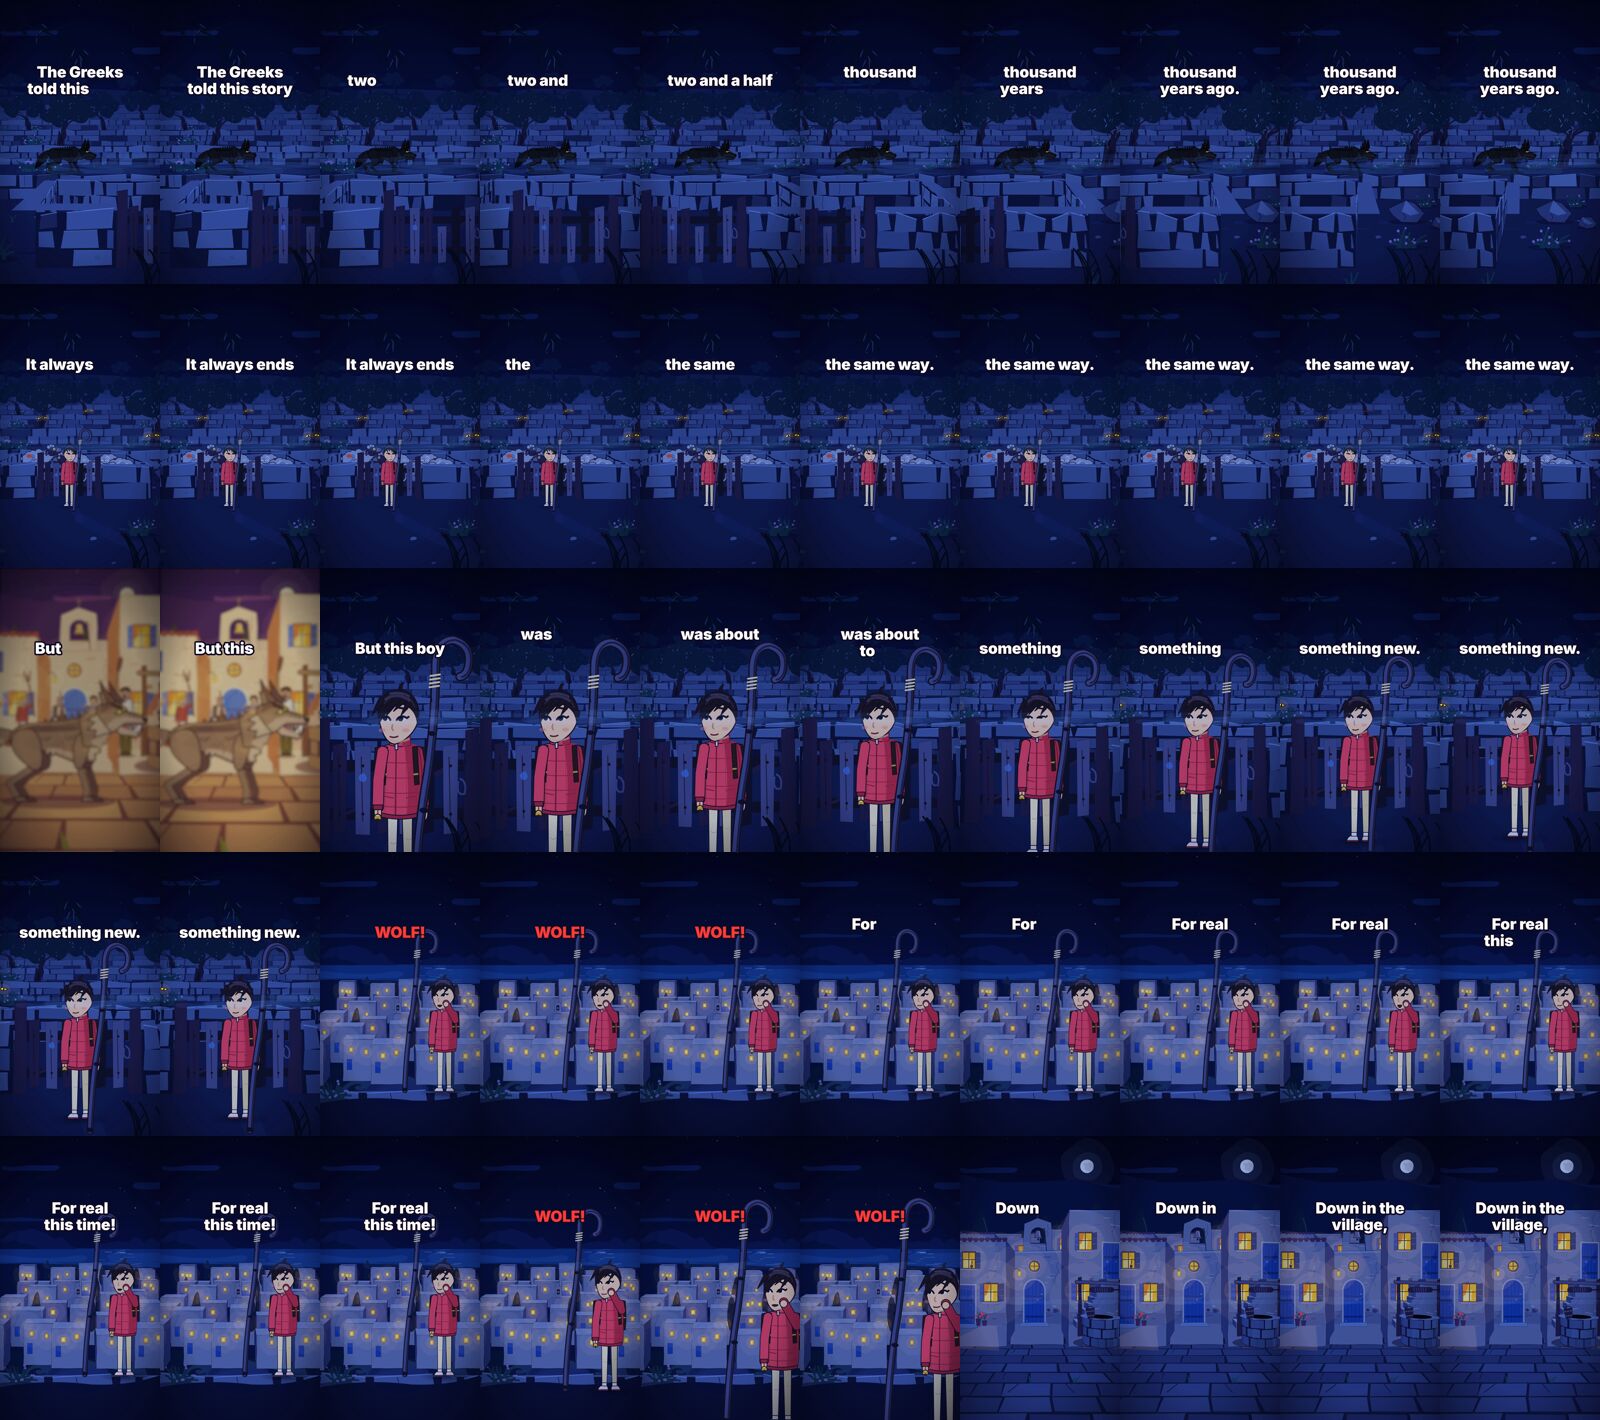 The Greeks
told this
The Greeks
told this story
two
two and
two and a half
thousand
thousand
years
thousand
years ago.
thousand
years ago.
thousand
years ago.
It always
It always ends
It always ends
the
the same
the same way.
the same way.
the same way.
the same way.
the same way.
But
But this
But this boy
was
was about
was about
to
something
something
something new.
something new.
something new.
something new.
WOLF!
WOLF!
WOLF!
For
For
For real
For real
For real
this
For real
this time!
For real
this time!
For real
this time!
WOLF!
WOLF!
WOLF!
Down
Down in
Down in the
village,
Down in the
village,